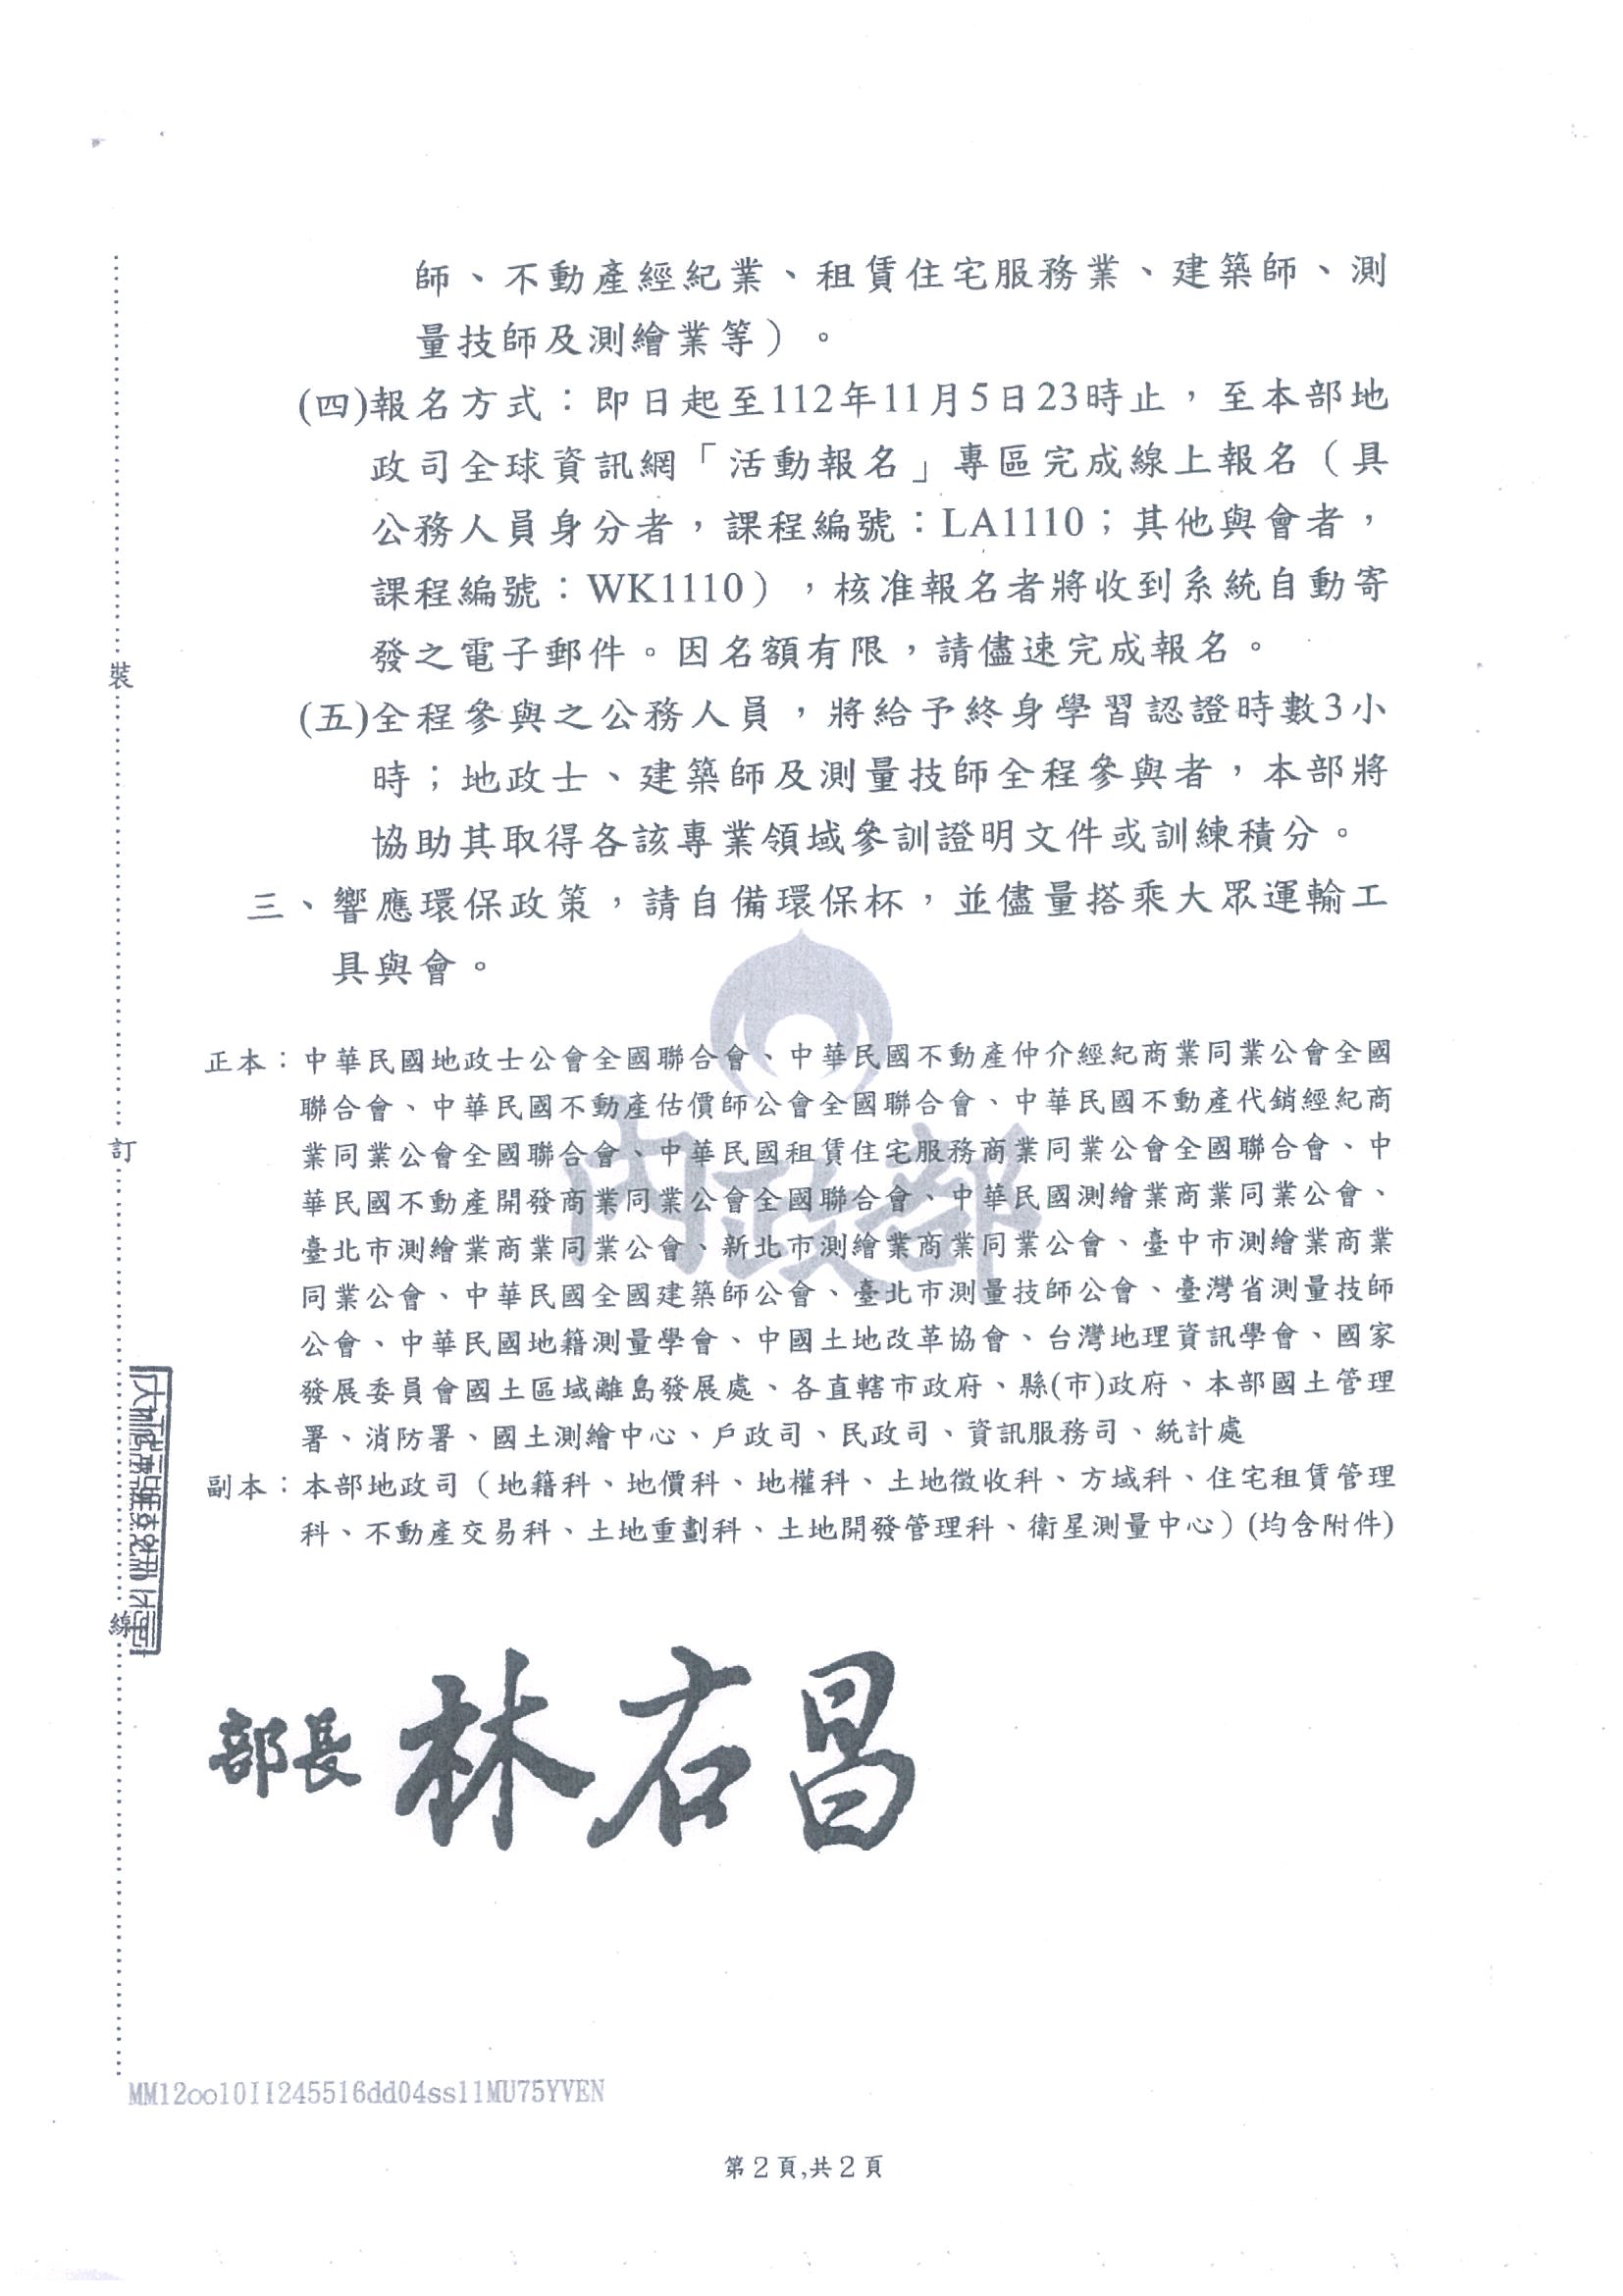 師、不動產經紀業、租賃住宅服務業、建築師、測
量技師及測繪業等）。
(四)報名方式：即日起至112年11月5日23時止，至本部地
政司全球資訊網「活動報名」專區完成線上報名（具
公務人員身分者，課程編號：LA1110；其他與會者，
課程編號：WK1110），核准報名者將收到系統自動寄
發之電子郵件。因名額有限，請儘速完成報名。
(五)全程參與之公務人員，將給予終身學習認證時數3小
時；地政士、建築師及測量技師全程參與者，本部將
協助其取得各該專業領域參訓證明文件或訓練積分。
三、響應環保政策，請自備環保杯，並儘量搭乘大眾運輸工
具與會。
正本：中華民國地政士公會全國聯合會、中華民國不動產仲介經紀商業同業公會全國
聯合會、中華民國不動產估價師公會全國聯合會、中華民國不動產代銷經紀商
業同業公會全國聯合會、中華民國租賃住宅服務商業同業公會全國聯合會、中
華民國不動產開發商業同業公會全國聯合會、中華民國測繪業商業同業公會、
臺北市測繪業商業同業公會、新北市測繪業商業同業公會、臺中市測繪業商業
同業公會、中華民國全國建築師公會、臺北市測量技師公會、臺灣省測量技師
公會、中華民國地籍測量學會、中國土地改革協會、台灣地理資訊學會、國家
發展委員會國土區域離島發展處、各直轄市政府、縣(市)政府、本部國土管理
署、消防署、國土測繪中心、戶政司、民政司、資訊服務司、統計處
副本：本部地政司（地籍科、地價科、地權科、土地徵收科、方域科、住宅租賃管理
科、不動產交易科、土地重劃科、土地開發管理科、衛星測量中心）(均含附件)
內政部
裝
訂
線
部長 林右昌
MM12oo10II245516dd04ss11MU75YVEN
第2頁,共2頁